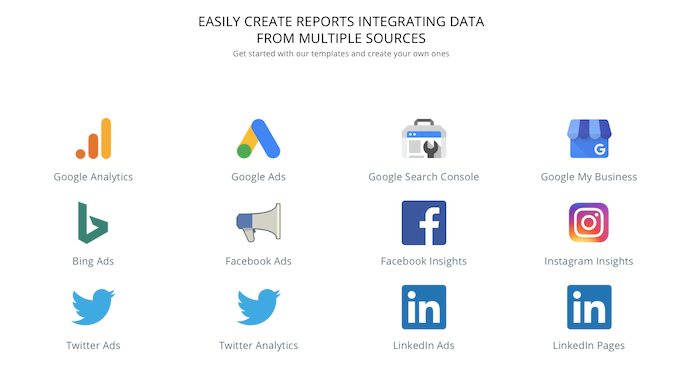 EASILY CREATE REPORTS INTEGRATING DATA
FROM MULTIPLE SOURCES
Get started with our templates and create your own ones
Google Analytics
Google Ads
Google Search Console
G
Google My Business
Bing Ads
Facebook Ads
Facebook Insights
Instagram Insights
in
in
Twitter Ads
Twitter Analytics
LinkedIn Ads
LinkedIn Pages